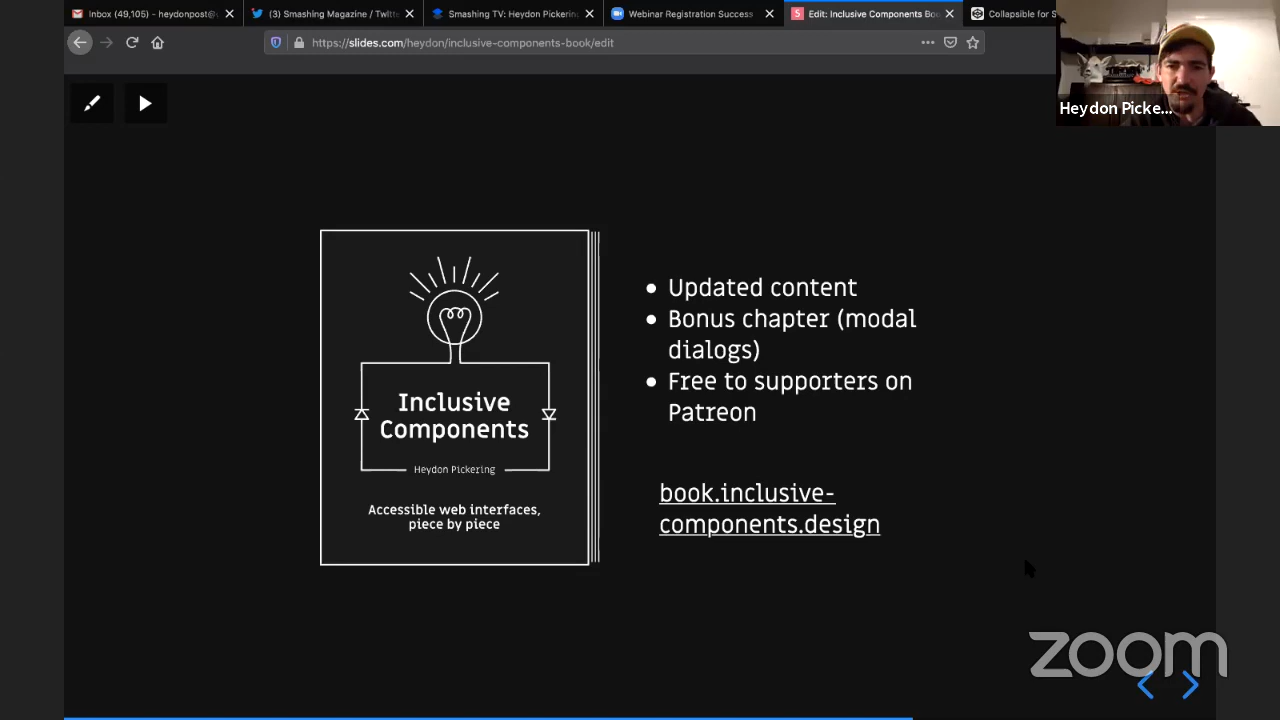 Inbox (49,105) - heydonpost@
(3) Smashing Magazine / Twitte
Smashing TV: Heydon Pickering
Webinar Registration Success
Edit: Inclusive Components Bo
Collapsible for S
https://slides.com/heydon/inclusive-components-book/edit
Heydon Picke...
Inclusive
Components
Heydon Pickering
Accessible web interfaces,
piece by piece
Updated content
Bonus chapter (modal
dialogs)
Free to supporters on
Patreon
book.inclusive-
components.design
zoom